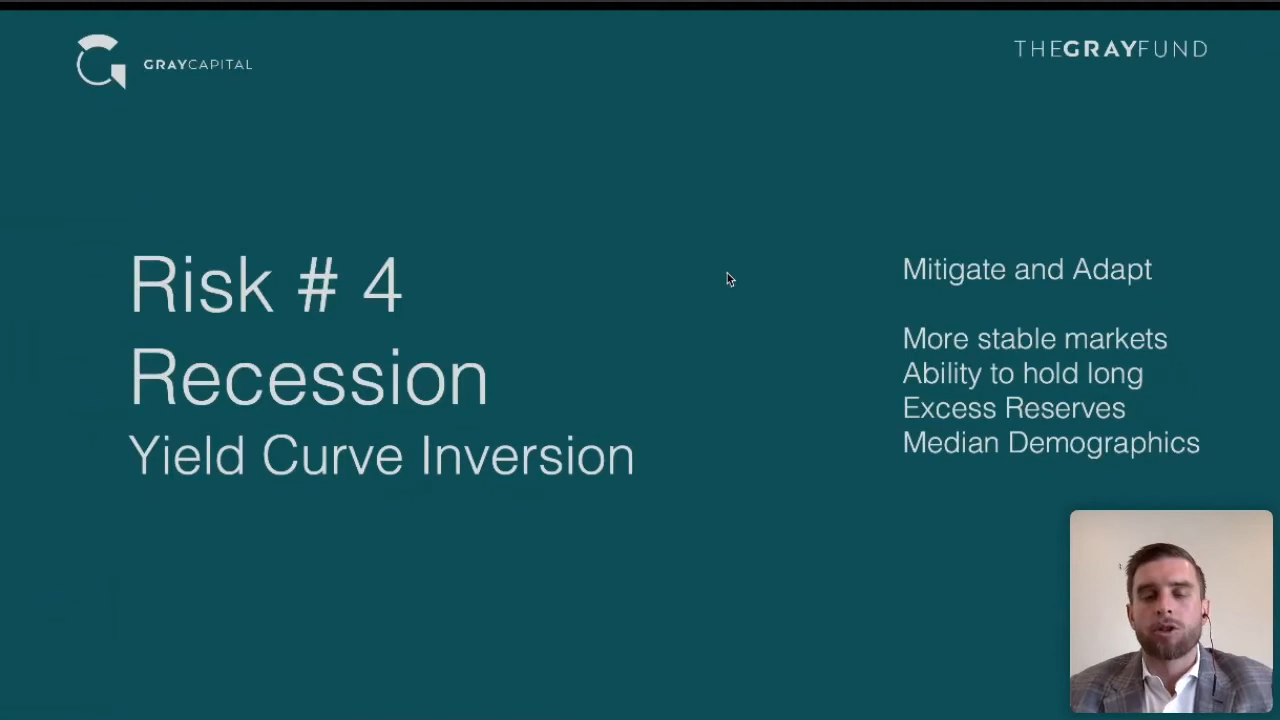 GRAYCAPITAL
THEGRAYFUND
Risk # 4
Recession
Yield Curve Inversion
Mitigate and Adapt
More stable markets
Ability to hold long
Excess Reserves
Median Demographics